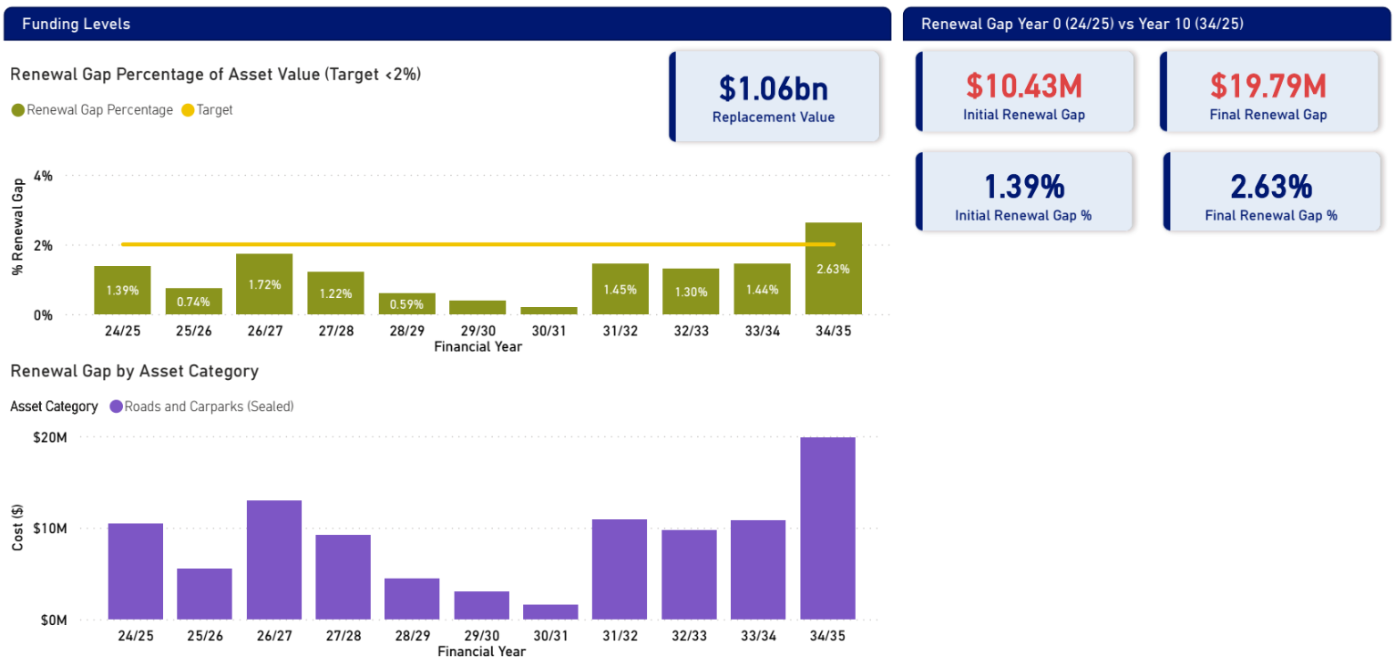 Funding Levels
Renewal Gap Percentage of Asset Value (Target <2%)
Renewal Gap Percentage Target
$1.06bn
Replacement Value
% Renewal Gap
4%
2%
0%
1.39%
0.74%
1.72%
1.22%
0.59%
1.45%
1.30%
1.44%
2.63%
24/25 25/26 26/27 27/28 28/29 29/30 30/31 31/32 32/33 33/34 34/35
Financial Year
Renewal Gap by Asset Category
Asset Category Roads and Carparks (Sealed)
Cost ($)
$20M
$10M
$0M
24/25 25/26 26/27 27/28 28/29 29/30 30/31 31/32 32/33 33/34 34/35
Financial Year
Renewal Gap Year 0 (24/25) vs Year 10 (34/35)
$10.43M
Initial Renewal Gap
$19.79M
Final Renewal Gap
1.39%
Initial Renewal Gap %
2.63%
Final Renewal Gap %